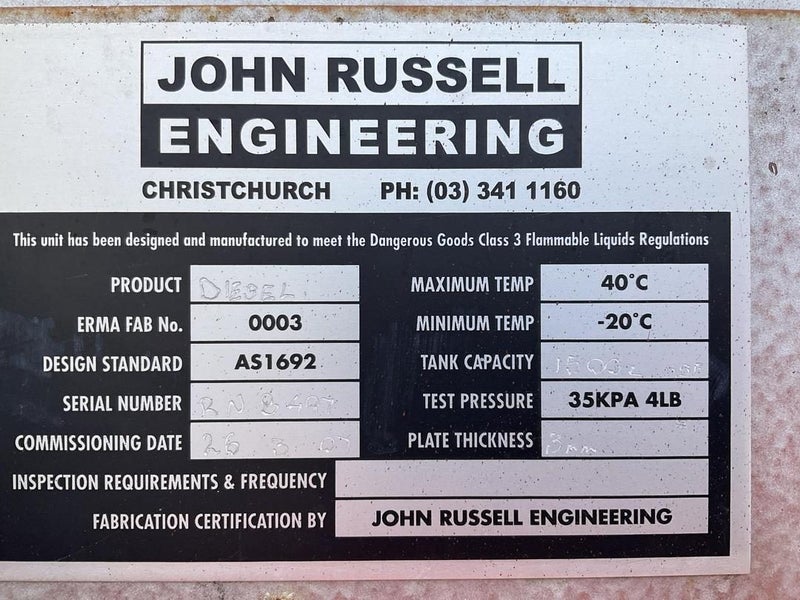 JOHN RUSSELL
ENGINEERING
CHRISTCHURCH PH: (03) 341 1160
This unit has been designed and manufactured to meet the Dangerous Goods Class 3 Flammable Liquids Regulations
PRODUCT DIESEL
MAXIMUM TEMP 40°C
ERMA FAB No. 0003
MINIMUM TEMP -20°C
DESIGN STANDARD AS1692
TANK CAPACITY
SERIAL NUMBER
TEST PRESSURE 35KPA 4LB
COMMISSIONING DATE
PLATE THICKNESS 3mm
INSPECTION REQUIREMENTS & FREQUENCY
FABRICATION CERTIFICATION BY JOHN RUSSELL ENGINEERING